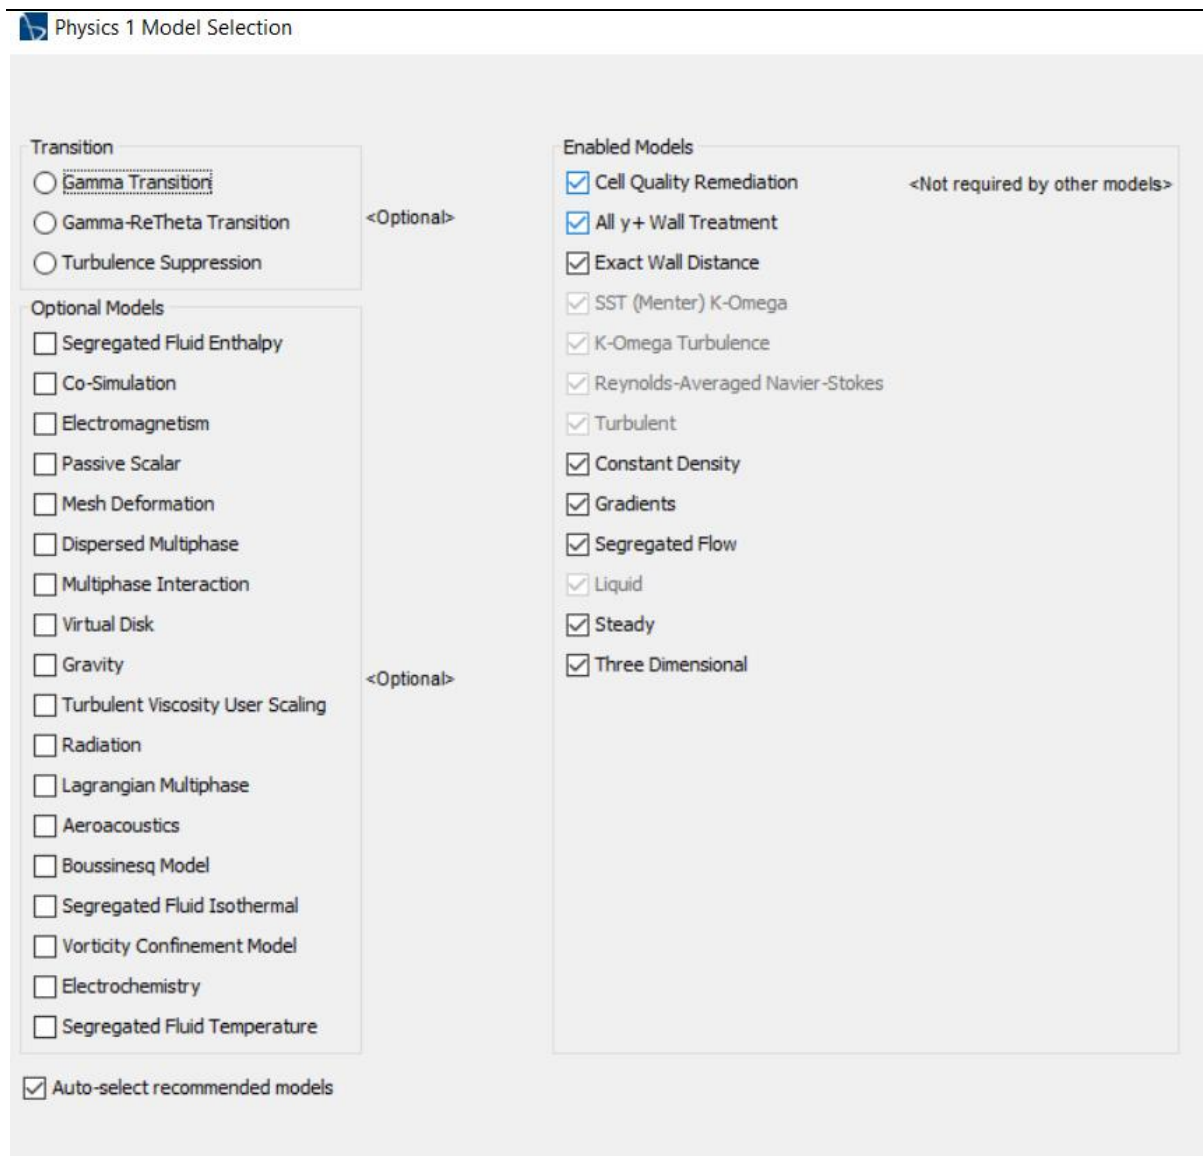 Physics 1 Model Selection
Transition
Gamma Transition
Gamma-ReTheta Transition
<Optional>
Turbulence Suppression
Optional Models
Segregated Fluid Enthalpy
Co-Simulation
Electromagnetism
Passive Scalar
Mesh Deformation
Dispersed Multiphase
Multiphase Interaction
Virtual Disk
Gravity
<Optional>
Turbulent Viscosity User Scaling
Radiation
Lagrangian Multiphase
Aeroacoustics
Boussinesq Model
Segregated Fluid Isothermal
Vorticity Confinement Model
Electrochemistry
Segregated Fluid Temperature
Auto-select recommended models
Enabled Models
Cell Quality Remediation
<Not required by other models>
All y+ Wall Treatment
Exact Wall Distance
SST (Menter) K-Omega
K-Omega Turbulence
Reynolds-Averaged Navier-Stokes
Turbulent
Constant Density
Gradients
Segregated Flow
Liquid
Steady
Three Dimensional